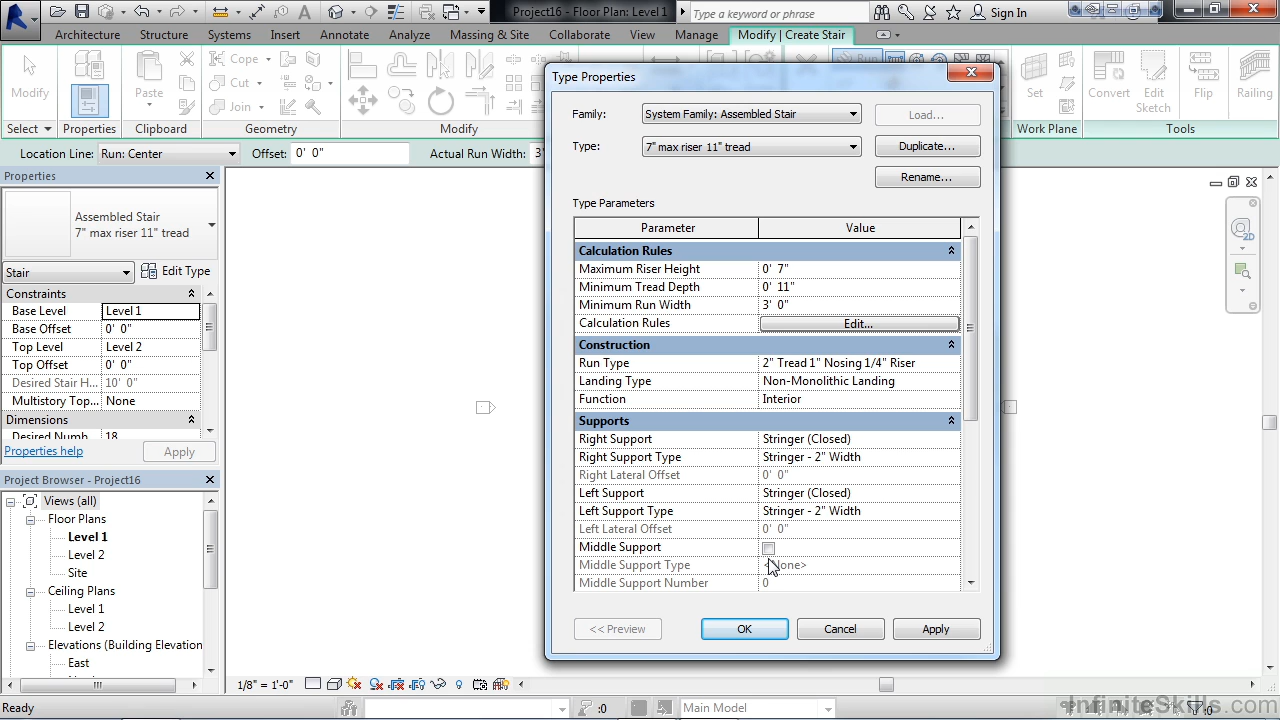 Project16 - Floor Plan: Level 1
Type a keyword or phrase
Sign In
Architecture Structure Systems Insert Annotate Analyze Massing & Site Collaborate View Manage Modify | Create Stair
Modify Paste Cope Cut Join Run Set Convert Edit Sketch Flip Railing
Select Properties Clipboard Geometry Modify Work Plane Tools
Location Line: Run: Center Offset: 0' 0" Actual Run Width: 3'
Properties
Assembled Stair
7" max riser 11" tread
Stair Edit Type
Constraints
Base Level Level 1
Base Offset 0' 0"
Top Level Level 2
Top Offset 0' 0"
Desired Stair H... 10' 0"
Multistory Top... None
Dimensions
Desired Numb 18
Properties help Apply
Project Browser - Project16
Views (all)
Floor Plans
Level 1
Level 2
Site
Ceiling Plans
Level 1
Level 2
Elevations (Building Elevation
East
Type Properties
Family: System Family: Assembled Stair Load...
Type: 7" max riser 11" tread Duplicate...
Rename...
Type Parameters
Parameter Value
Calculation Rules
Maximum Riser Height 0' 7"
Minimum Tread Depth 0' 11"
Minimum Run Width 3' 0"
Calculation Rules Edit...
Construction
Run Type 2" Tread 1" Nosing 1/4" Riser
Landing Type Non-Monolithic Landing
Function Interior
Supports
Right Support Stringer (Closed)
Right Support Type Stringer - 2" Width
Right Lateral Offset 0' 0"
Left Support Stringer (Closed)
Left Support Type Stringer - 2" Width
Left Lateral Offset 0' 0"
Middle Support
Middle Support Type <None>
Middle Support Number 0
<< Preview OK Cancel Apply
2D
1/8" = 1'-0"
Ready :0 Main Model :0
InfiniteSkills.com